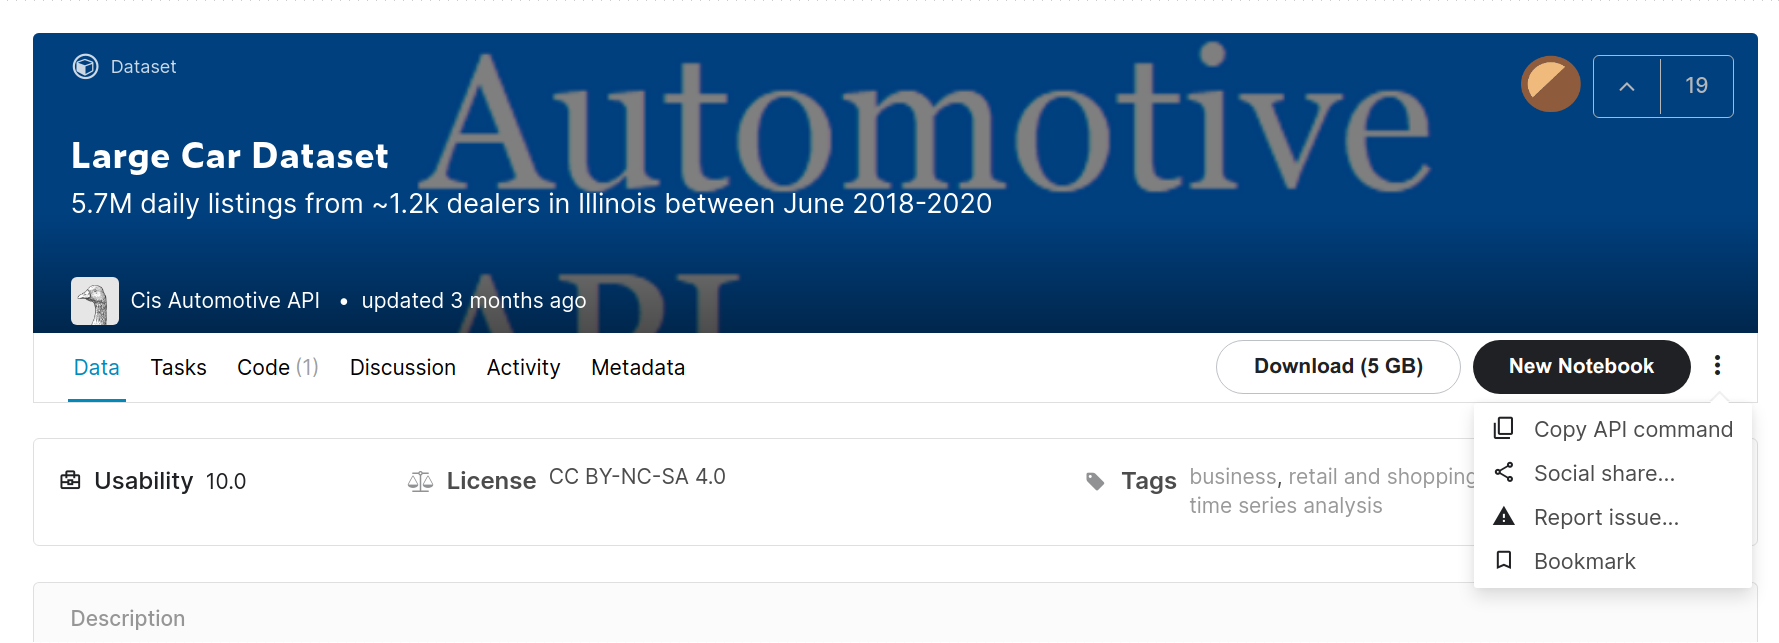 Dataset
Automotive
19
Large Car Dataset
5.7M daily listings from ~1.2k dealers in Illinois between June 2018-2020
API
Cis Automotive API • updated 3 months ago
Data Tasks Code (1) Discussion Activity Metadata Download (5 GB) New Notebook
Copy API command
Usability 10.0 License CC BY-NC-SA 4.0 Tags business, retail and shopping
Social share...
time series analysis
Report issue...
Bookmark
Description